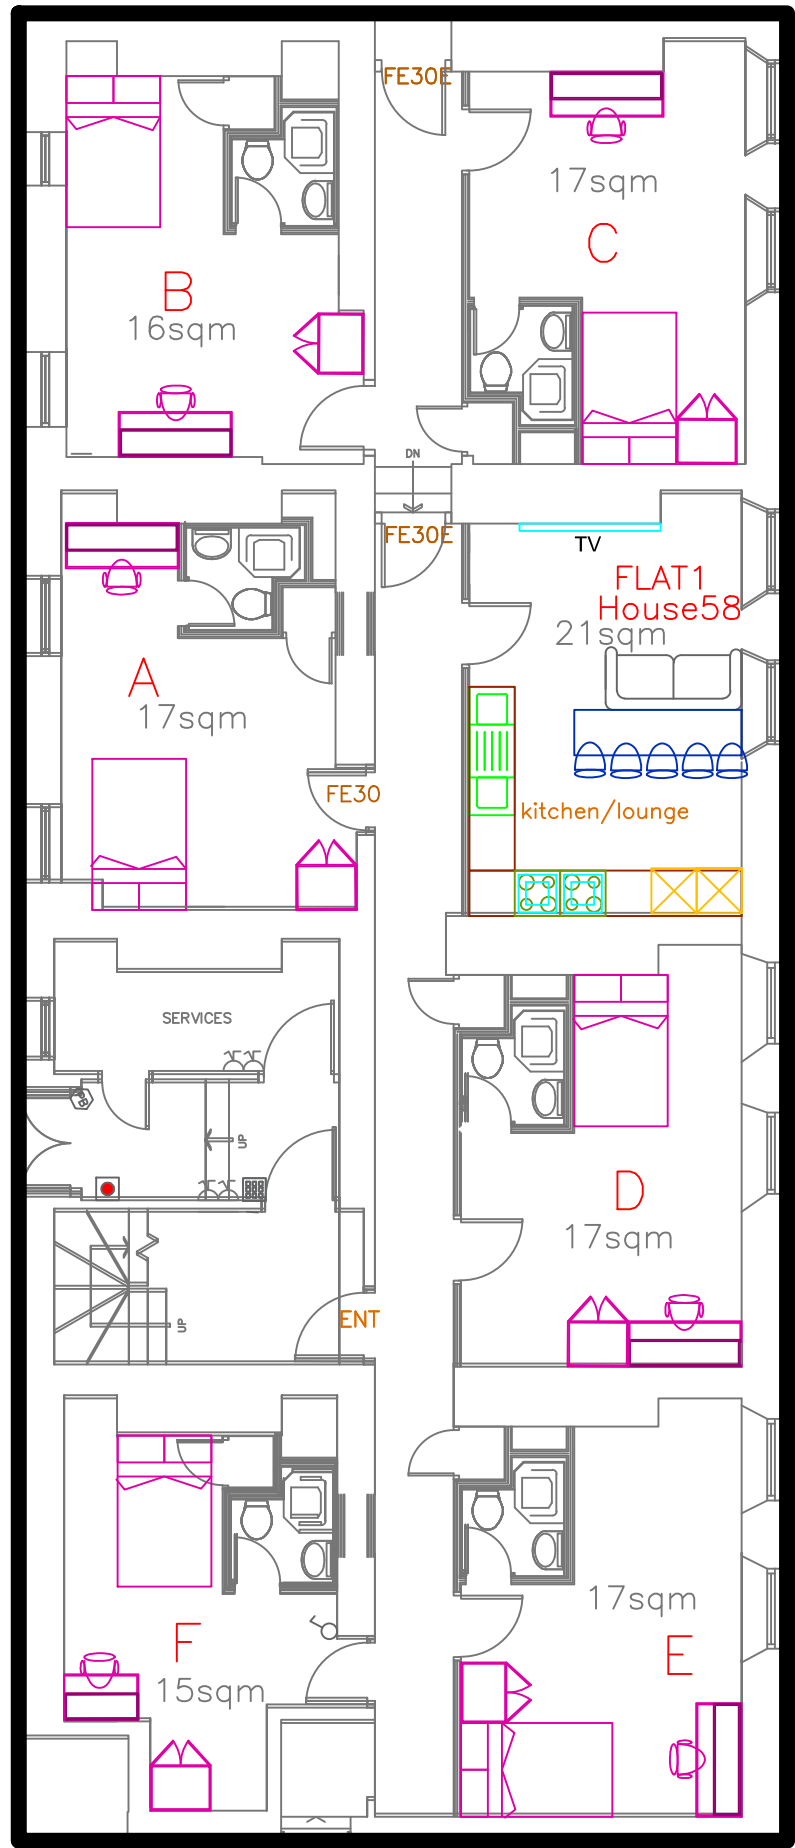 FE30E
17sqm
C
B
16sqm
DN
FE30E
TV
FLAT1
House58
21sqm
A
17sqm
FE30
kitchen/lounge
SERVICES
UP
D
17sqm
ENT
UP
17sqm
F
E
15sqm